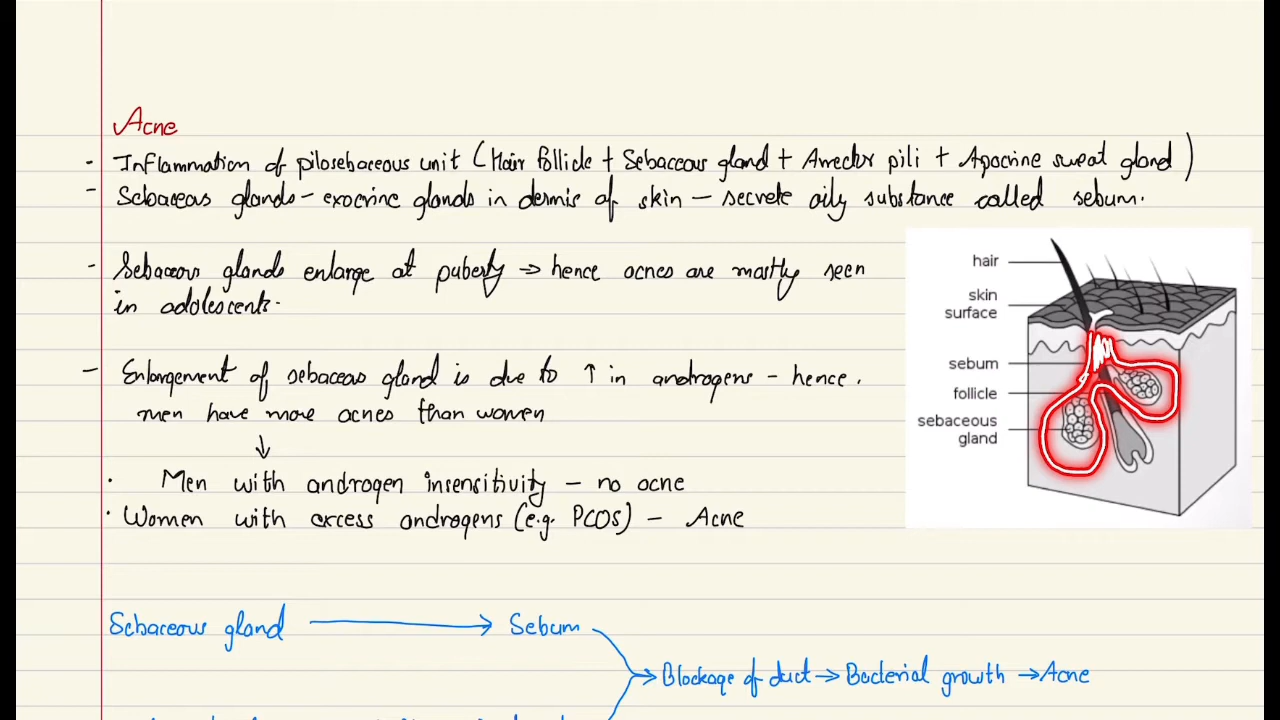 Acne
- Inflammation of pilosebaceous unit (Hair follicle + Sebaceous gland + Arrector pili + Apocrine sweat gland)
- Sebaceous glands - exocrine glands in dermis of skin - secrete oily substance called sebum.
- Sebaceous glands enlarge at puberty → hence acnes are mostly seen
in adolescents.
hair
skin
surface
sebum
follicle
sebaceous
gland
- Enlargement of sebaceous gland is due to ↑ in androgens - hence.
men have more acnes than women
↓
· Men with androgen insensitivity - no acne
· Women with excess androgens (e.g. PCOS) - Acne
Sebaceous gland → Sebum
→ Blockage of duct → Bacterial growth → Acne